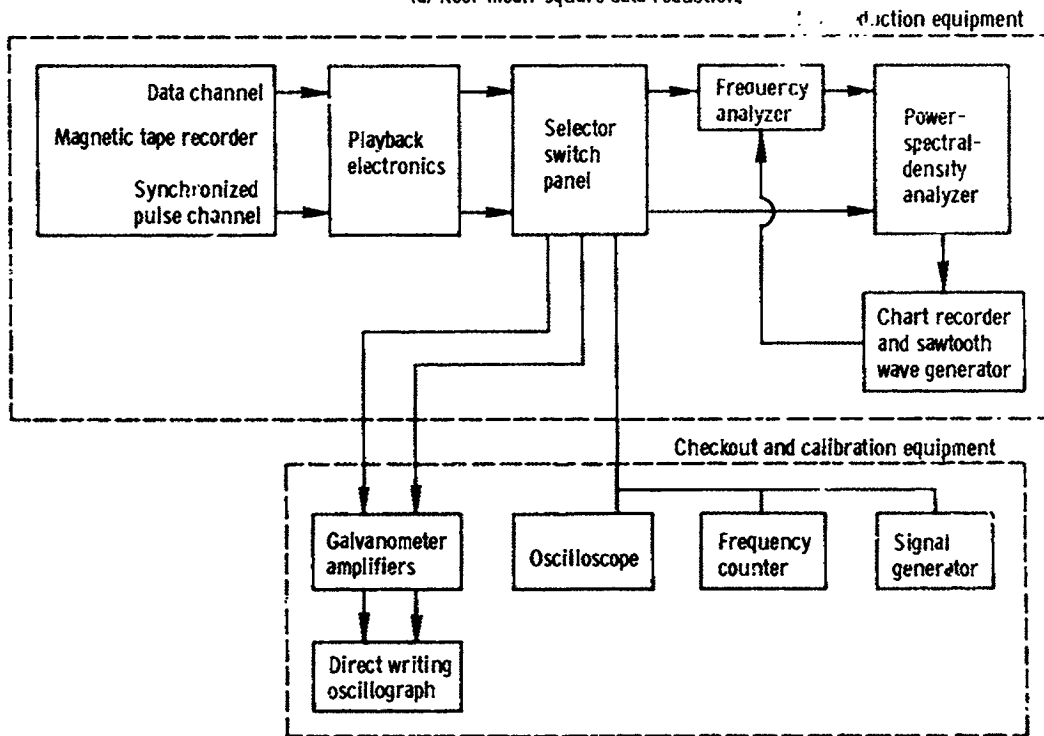 equipment
Data channel
Magnetic tape recorder
Synchronized
pulse channel
Playback
electronics
Selector
switch
panel
Frequency
analyzer
Power-
spectral-
density
analyzer
Chart recorder
and sawtooth
wave generator
Checkout and calibration equipment
Galvanometer
amplifiers
Oscilloscope
Frequency
counter
Signal
generator
Direct writing
oscillograph